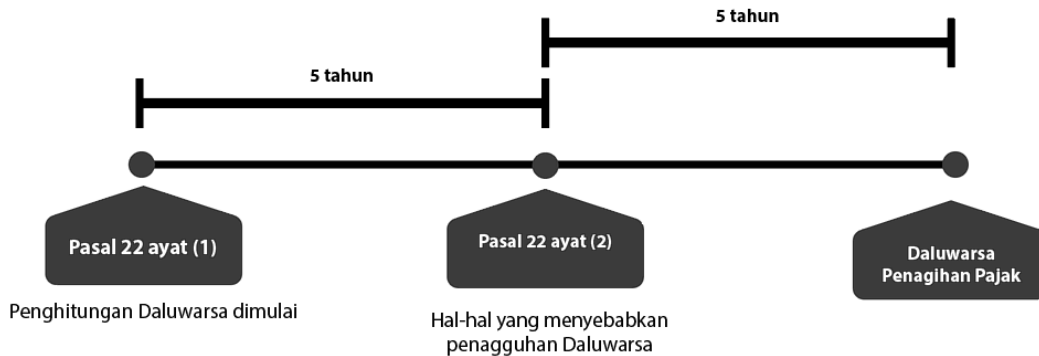 5 tahun
5 tahun
Pasal 22 ayat (1)
Penghitungan Daluwarsa dimulai
Pasal 22 ayat (2)
Hal-hal yang menyebabkan
penagguhan Daluwarsa
Daluwarsa
Penagihan Pajak